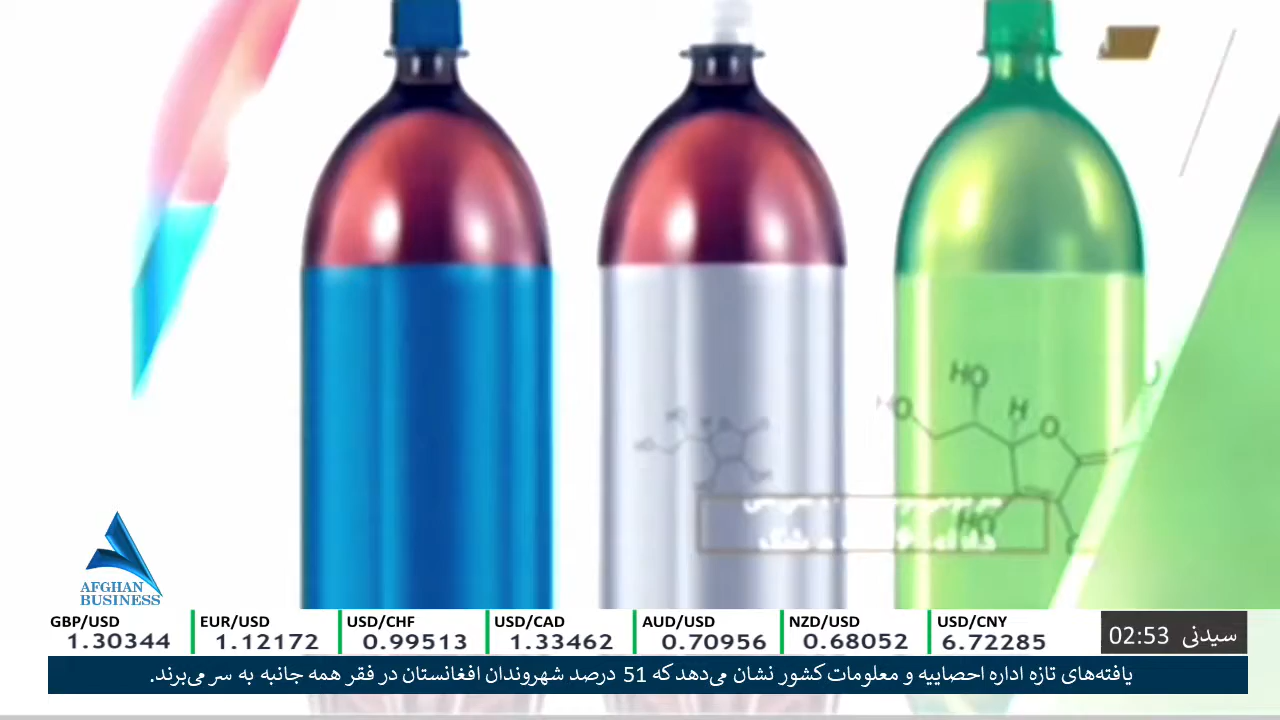 HO
HO
H
O
HO
AFGHAN
BUSINESS
GBP/USD EUR/USD USD/CHF USD/CAD AUD/USD NZD/USD USD/CNY
1.30344 1.12172 0.99513 1.33462 0.70956 0.68052 6.72285
سیدنی 02:53
یافته‌های تازه اداره احصاییه و معلومات کشور نشان می‌دهد که 51 درصد شهروندان افغانستان در فقر همه جانبه به سر می‌برند.